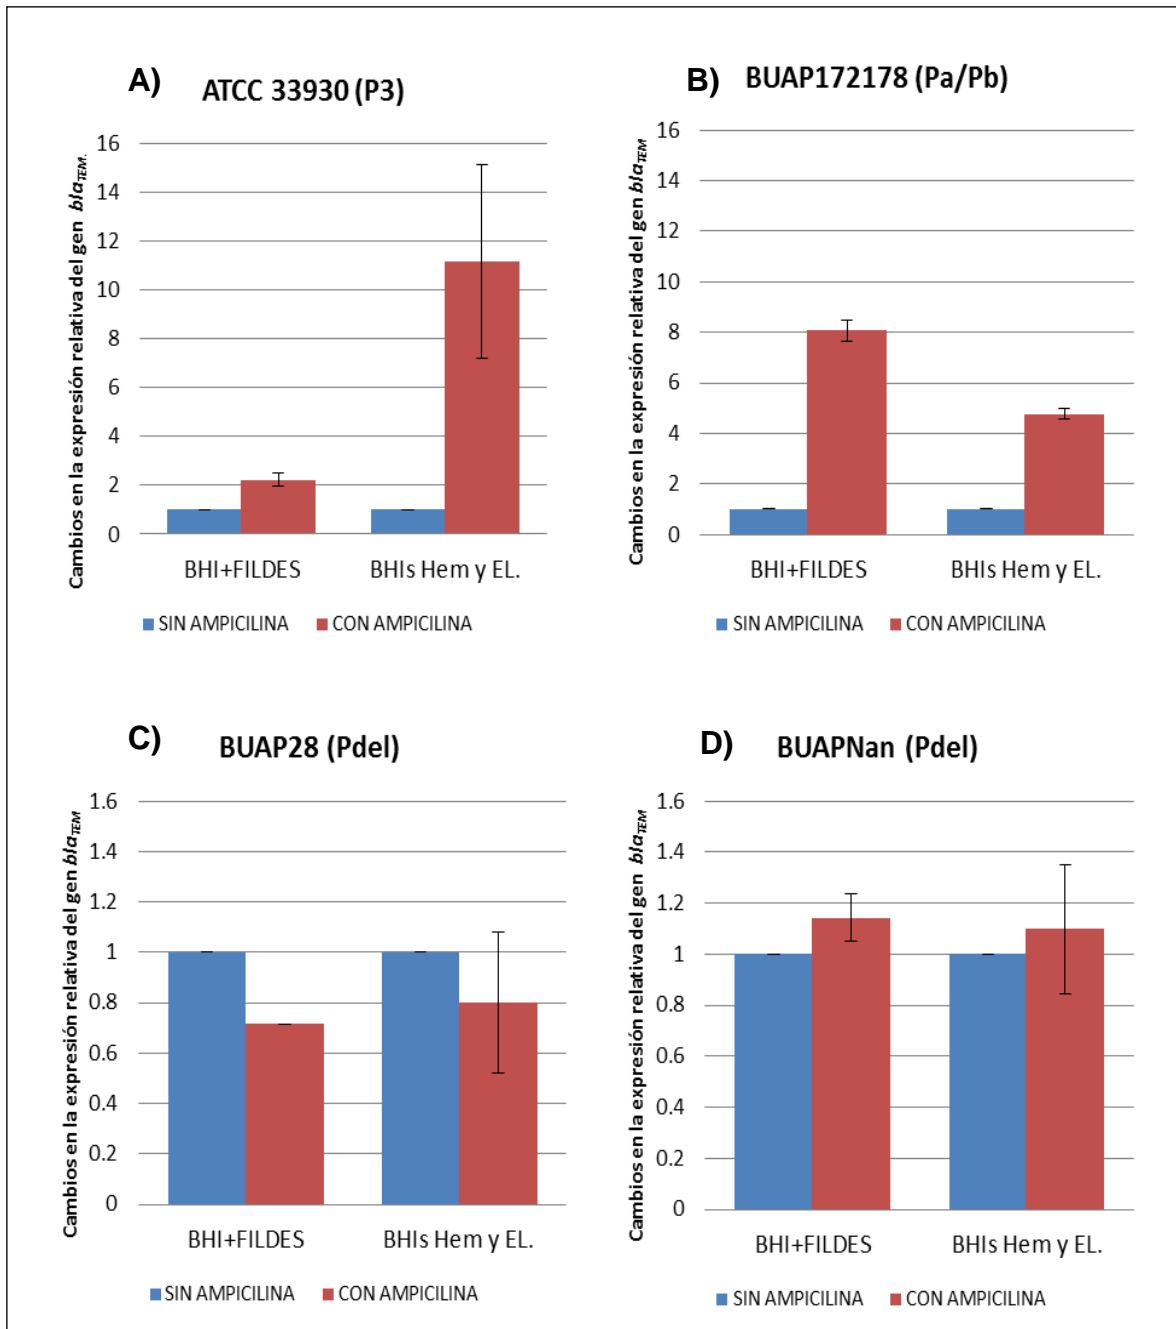 A)
ATCC 33930 (P3)
Cambios en la expresión relativa del gen blaTEM.
16
14
12
10
8
6
4
2
0
BHI+FILDES
BHIs Hem y EL.
SIN AMPICILINA
CON AMPICILINA
B)
BUAP172178 (Pa/Pb)
Cambios en la expresión relativa del gen blaTEM
16
14
12
10
8
6
4
2
0
BHI+FILDES
BHIs Hem y EL.
SIN AMPICILINA
CON AMPICILINA
C)
BUAP28 (Pdel)
Cambios en la expresión relativa del gen blaTEM
1.6
1.4
1.2
1
0.8
0.6
0.4
0.2
0
BHI+FILDES
BHIs Hem y EL.
SIN AMPICILINA
CON AMPICILINA
D)
BUAPNan (Pdel)
Cambios en la expresión relativa del gen blaTEM
1.6
1.4
1.2
1
0.8
0.6
0.4
0.2
0
BHI+FILDES
BHIs Hem y EL.
SIN AMPICILINA
CON AMPICILINA